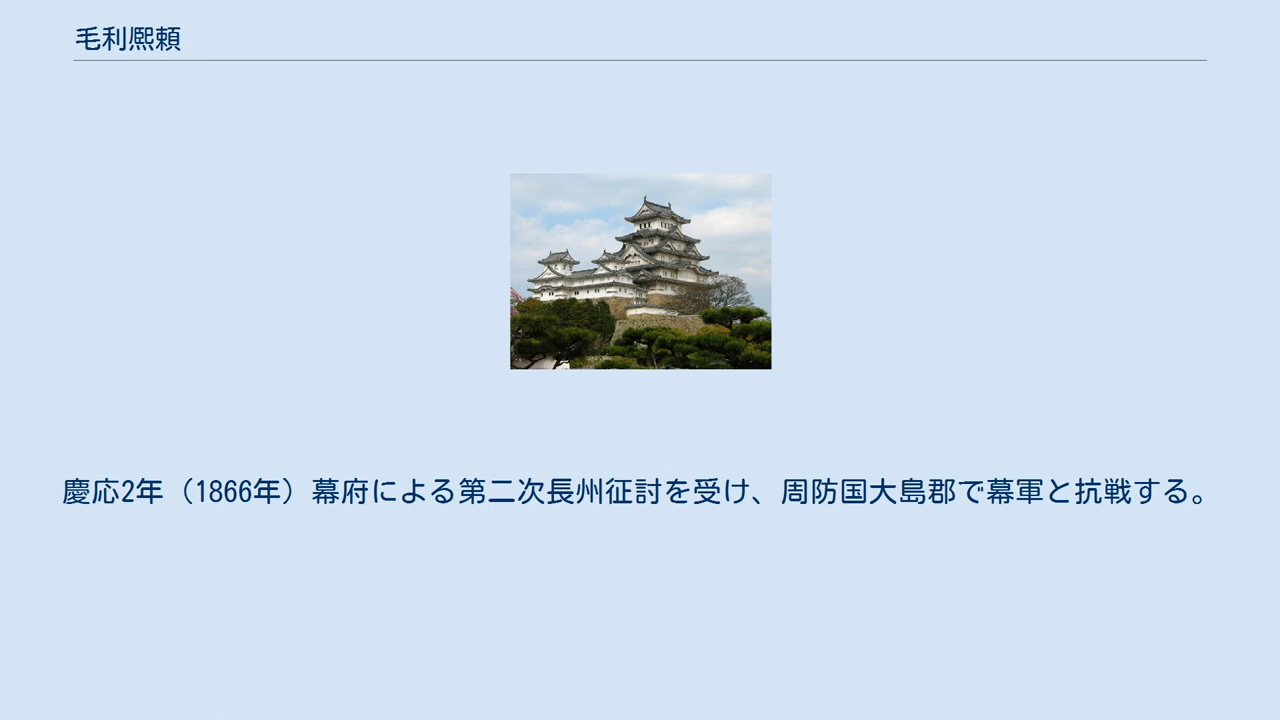 毛利熈頼
慶応2年（1866年）幕府による第二次長州征討を受け、周防国大島郡で幕軍と抗戦する。